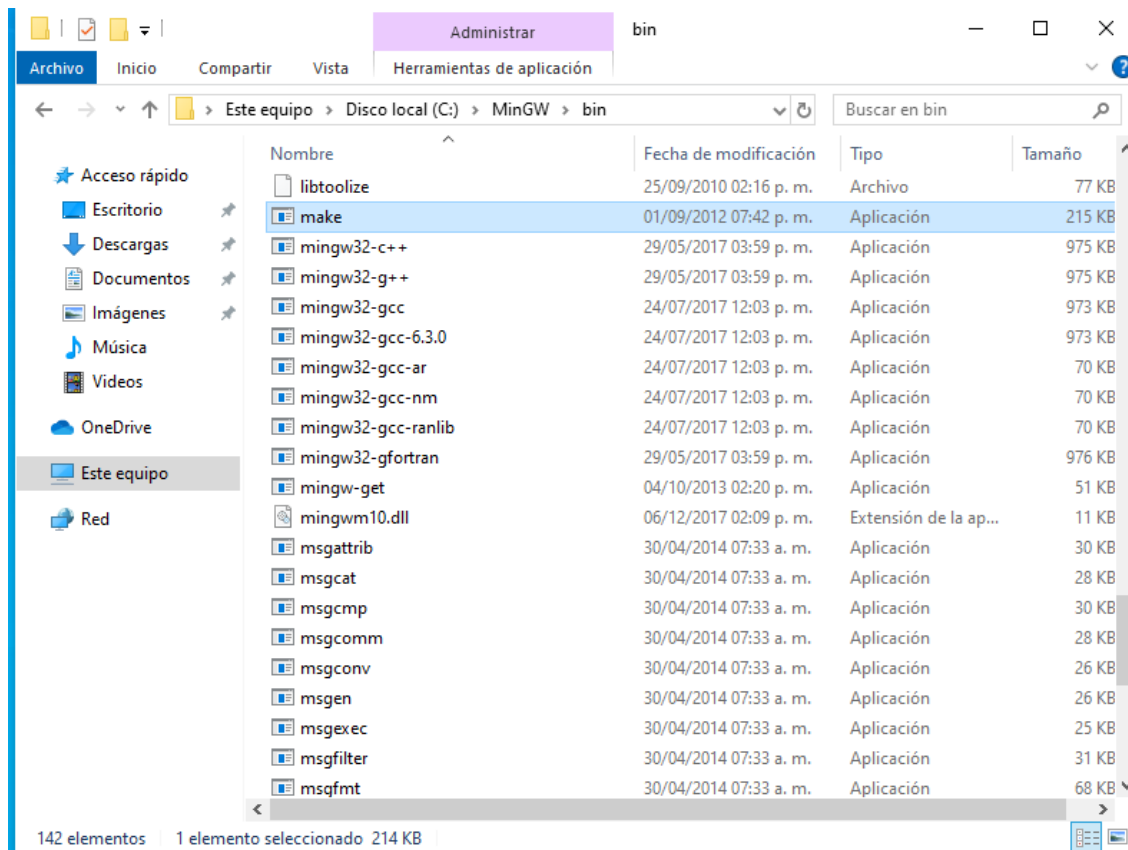 Administrar bin
Archivo Inicio Compartir Vista Herramientas de aplicación ?
Este equipo > Disco local (C:) > MinGW > bin Buscar en bin
Acceso rápido
Escritorio
Descargas
Documentos
Imágenes
Música
Videos
OneDrive
Este equipo
Red
Nombre Fecha de modificación Tipo Tamaño
libtoolize 25/09/2010 02:16 p. m. Archivo 77 KB
make 01/09/2012 07:42 p. m. Aplicación 215 KB
mingw32-c++ 29/05/2017 03:59 p. m. Aplicación 975 KB
mingw32-g++ 29/05/2017 03:59 p. m. Aplicación 975 KB
mingw32-gcc 24/07/2017 12:03 p. m. Aplicación 973 KB
mingw32-gcc-6.3.0 24/07/2017 12:03 p. m. Aplicación 973 KB
mingw32-gcc-ar 24/07/2017 12:03 p. m. Aplicación 70 KB
mingw32-gcc-nm 24/07/2017 12:03 p. m. Aplicación 70 KB
mingw32-gcc-ranlib 24/07/2017 12:03 p. m. Aplicación 70 KB
mingw32-gfortran 29/05/2017 03:59 p. m. Aplicación 976 KB
mingw-get 04/10/2013 02:20 p. m. Aplicación 51 KB
mingwm10.dll 06/12/2017 02:09 p. m. Extensión de la ap... 11 KB
msgattrib 30/04/2014 07:33 a. m. Aplicación 30 KB
msgcat 30/04/2014 07:33 a. m. Aplicación 28 KB
msgcmp 30/04/2014 07:33 a. m. Aplicación 30 KB
msgcomm 30/04/2014 07:33 a. m. Aplicación 28 KB
msgconv 30/04/2014 07:33 a. m. Aplicación 26 KB
msgen 30/04/2014 07:33 a. m. Aplicación 26 KB
msgexec 30/04/2014 07:33 a. m. Aplicación 25 KB
msgfilter 30/04/2014 07:33 a. m. Aplicación 31 KB
msgfmt 30/04/2014 07:33 a. m. Aplicación 68 KB
142 elementos 1 elemento seleccionado 214 KB